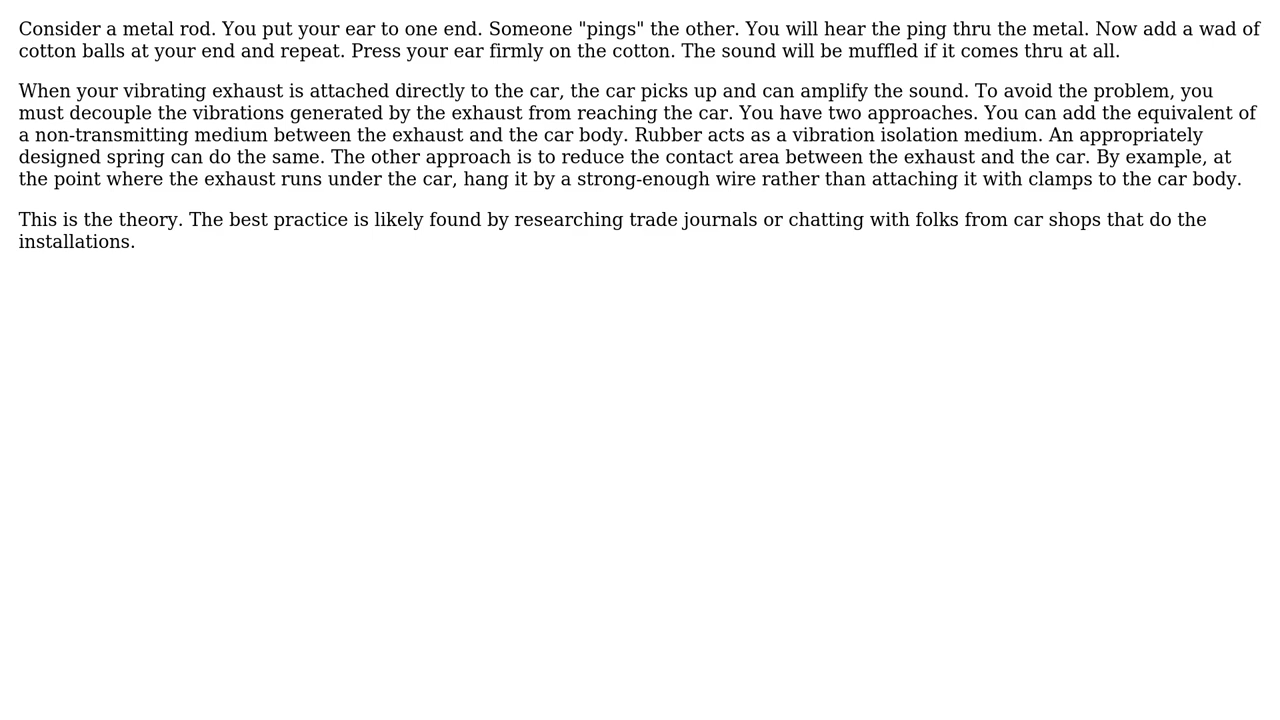 Consider a metal rod. You put your ear to one end. Someone "pings" the other. You will hear the ping thru the metal. Now add a wad of
cotton balls at your end and repeat. Press your ear firmly on the cotton. The sound will be muffled if it comes thru at all.
When your vibrating exhaust is attached directly to the car, the car picks up and can amplify the sound. To avoid the problem, you
must decouple the vibrations generated by the exhaust from reaching the car. You have two approaches. You can add the equivalent of
a non-transmitting medium between the exhaust and the car body. Rubber acts as a vibration isolation medium. An appropriately
designed spring can do the same. The other approach is to reduce the contact area between the exhaust and the car. By example, at
the point where the exhaust runs under the car, hang it by a strong-enough wire rather than attaching it with clamps to the car body.
This is the theory. The best practice is likely found by researching trade journals or chatting with folks from car shops that do the
installations.